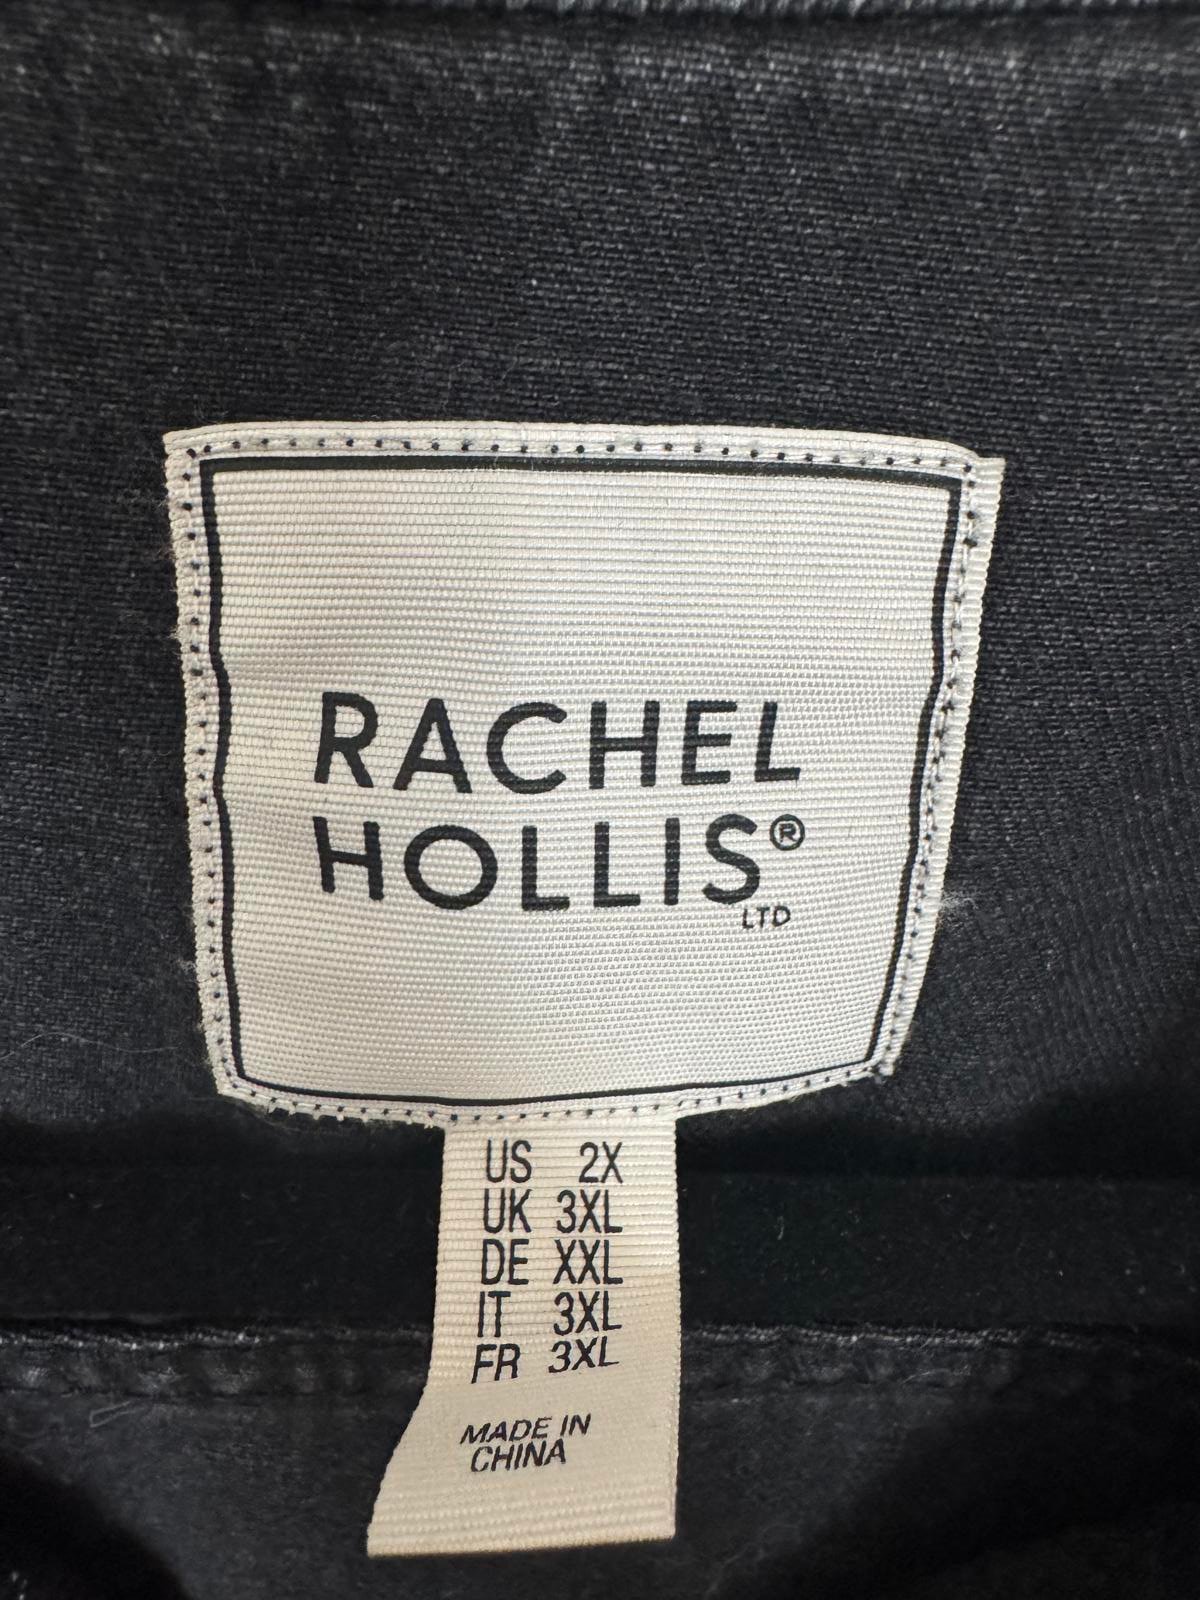 RACHEL
HOLLIS®
LTD
US 2X
UK 3XL
DE XXL
IT 3XL
FR 3XL
MADE IN
CHINA